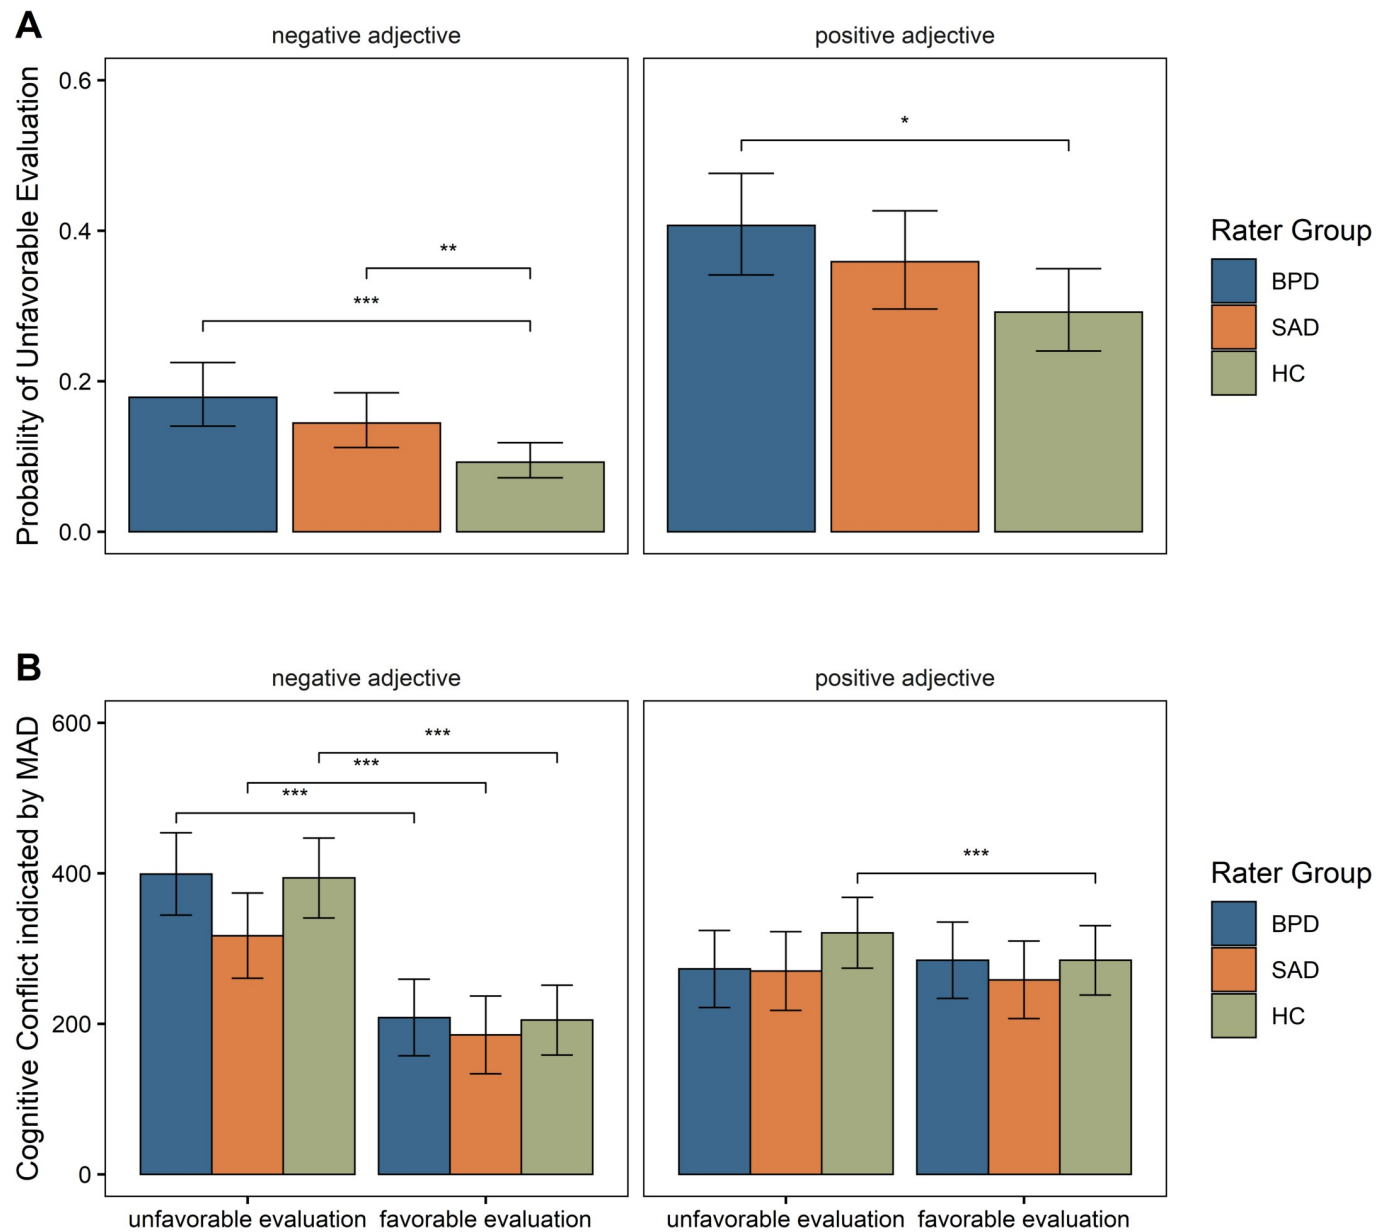 A
negative adjective
positive adjective
Probability of Unfavorable Evaluation
0.6
0.4
0.2
0.0
**
***
*
Rater Group
BPD
SAD
HC
B
negative adjective
positive adjective
Cognitive Conflict indicated by MAD
600
400
200
0
***
***
***
***
Rater Group
BPD
SAD
HC
unfavorable evaluation favorable evaluation
unfavorable evaluation favorable evaluation